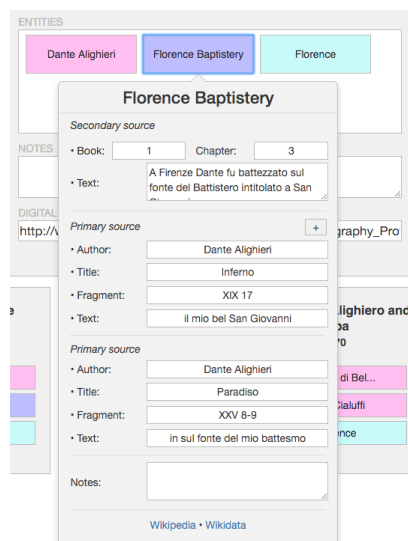 ENTITIES
Dante Alighieri Florence Baptistery Florence
Florence Baptistery
Secondary source
• Book: 1 Chapter: 3
NOTES
• Text: A Firenze Dante fu battezzato sul
fonte del Battistero intitolato a San
DIGITAL
http://w
graphy_Prof
Primary source +
• Author: Dante Alighieri
• Title: Inferno
• Fragment: XIX 17
• Text: il mio bel San Giovanni
lighiero and
70
Primary source
• Author: Dante Alighieri
di Bel...
• Title: Paradiso
Cialuffi
• Fragment: XXV 8-9
• Text: in sul fonte del mio battesmo
ence
Notes:
Wikipedia • Wikidata